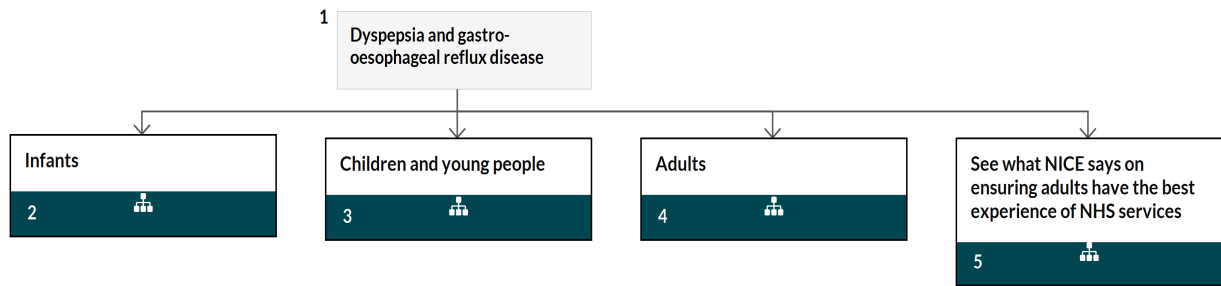 1
Dyspepsia and gastro-
oesophageal reflux disease
Infants
2
Children and young people
3
Adults
4
See what NICE says on
ensuring adults have the best
experience of NHS services
5